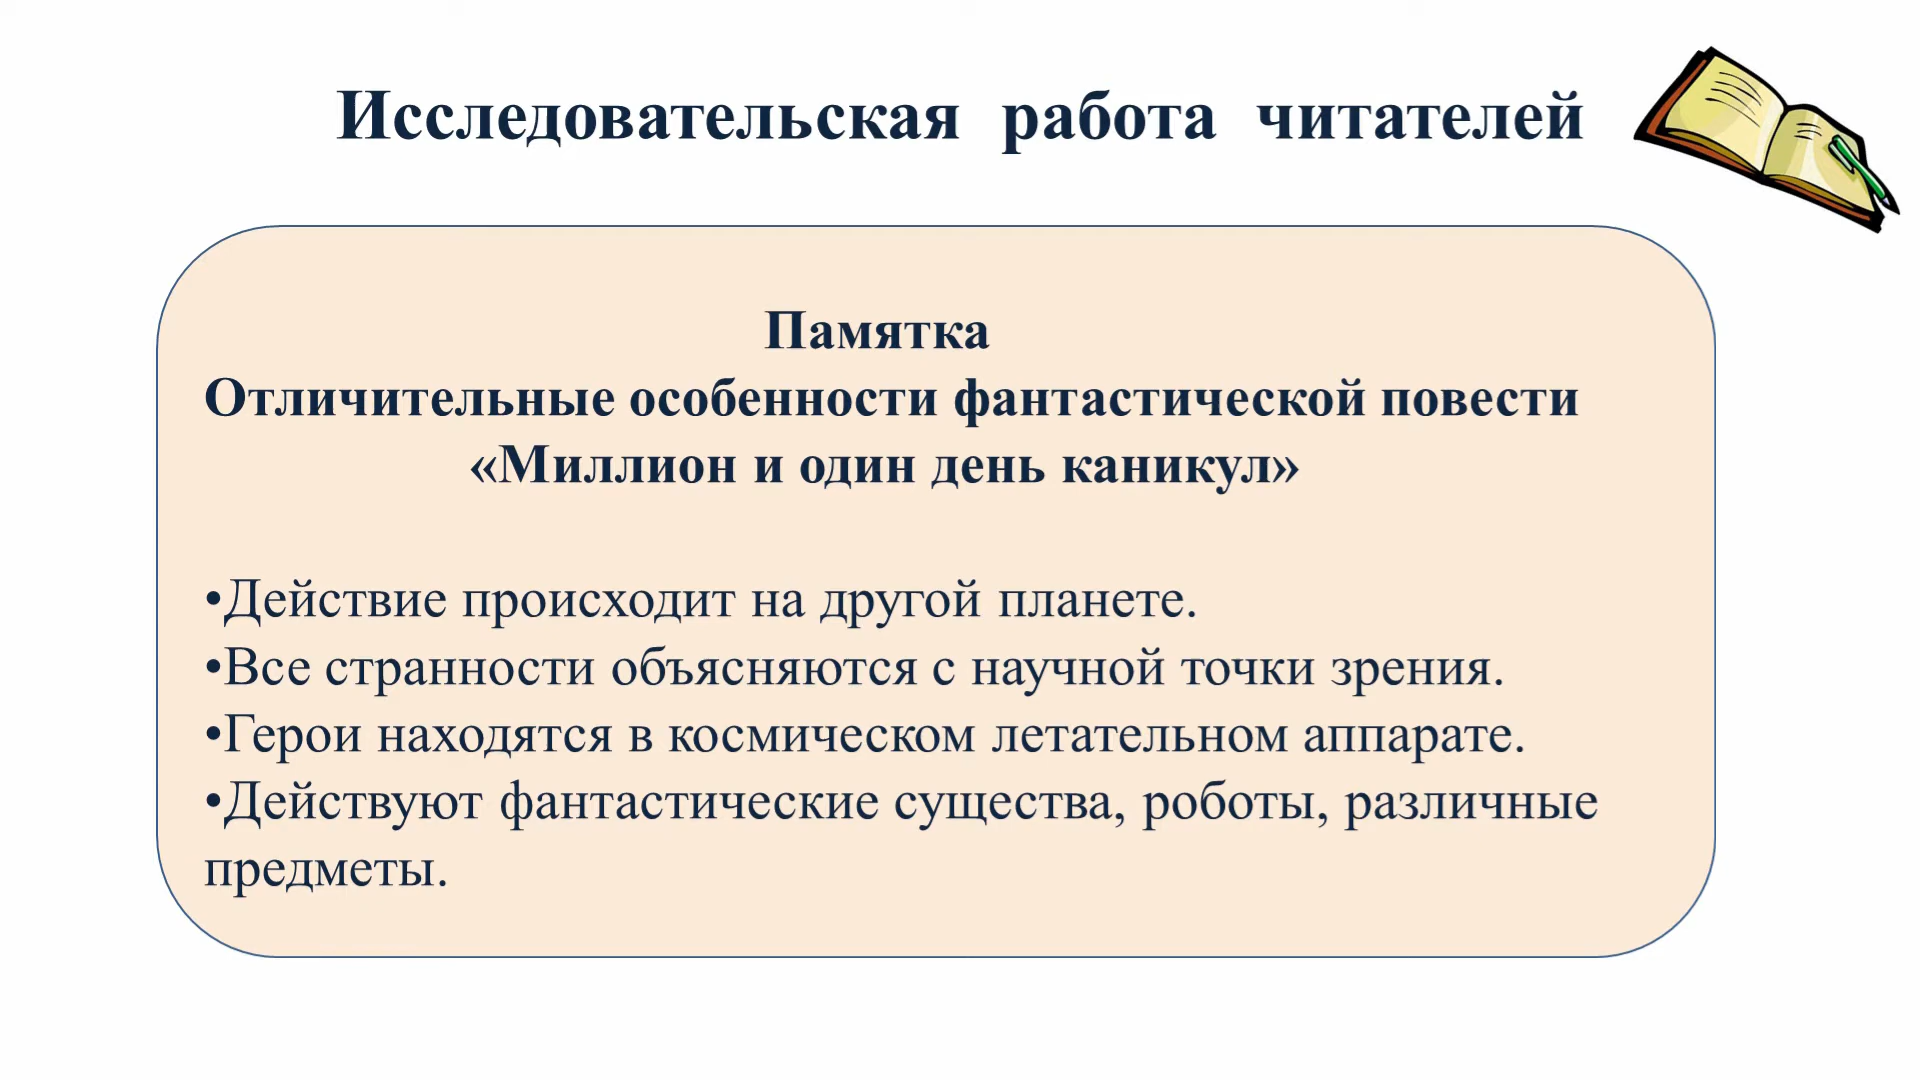 Исследовательская работа читателей
Памятка
Отличительные особенности фантастической повести
«Миллион и один день каникул»
•Действие происходит на другой планете.
•Все странности объясняются с научной точки зрения.
•Герои находятся в космическом летательном аппарате.
•Действуют фантастические существа, роботы, различные
предметы.